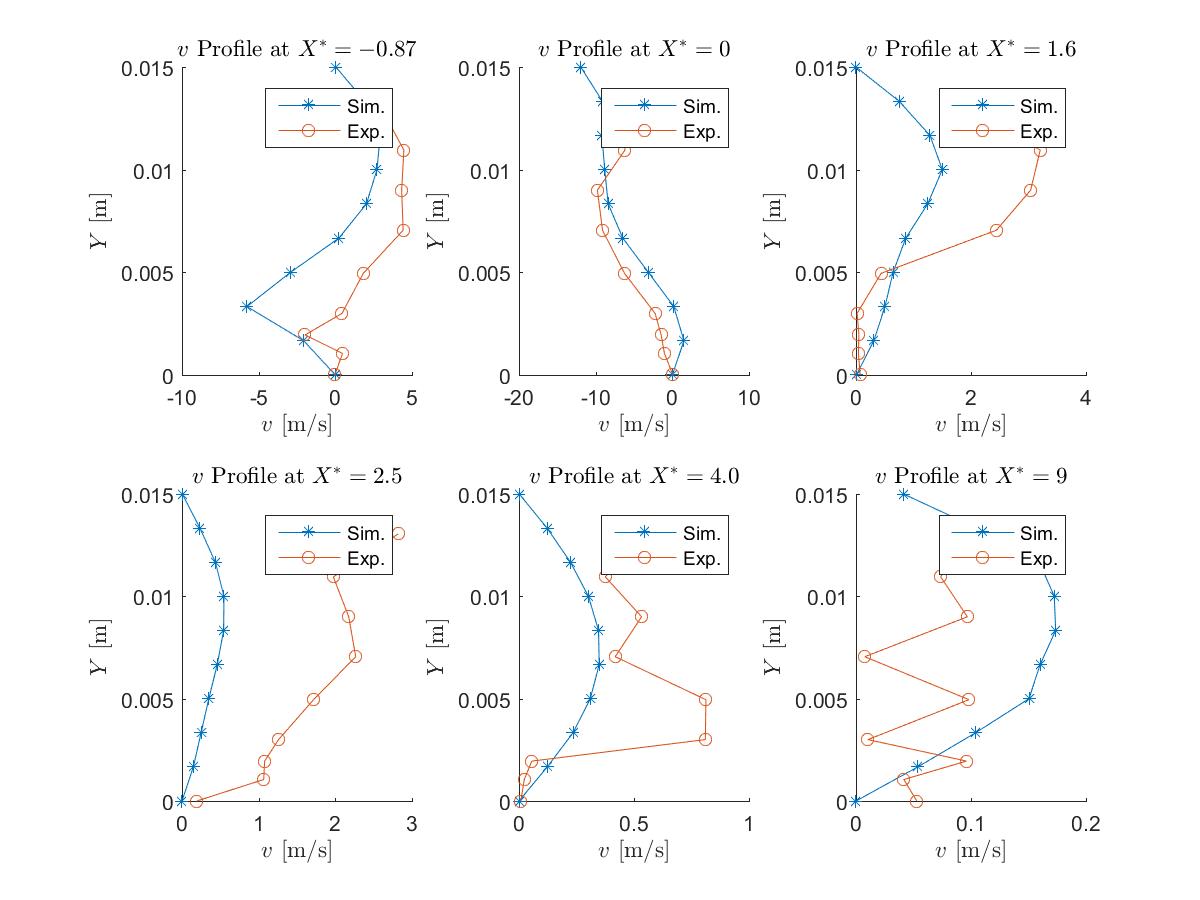 v Profile at X* = −0.87
0.015
0.01
0.005
0
-10 -5 0 5
Y [m]
v [m/s]
Sim.
Exp.
v Profile at X* = 0
0.015
0.01
0.005
0
-20 -10 0 10
Y [m]
v [m/s]
Sim.
Exp.
v Profile at X* = 1.6
0.015
0.01
0.005
0
0 2 4
Y [m]
v [m/s]
Sim.
Exp.
v Profile at X* = 2.5
0.015
0.01
0.005
0
0 1 2 3
Y [m]
v [m/s]
Sim.
Exp.
v Profile at X* = 4.0
0.015
0.01
0.005
0
0 0.5 1
Y [m]
v [m/s]
Sim.
Exp.
v Profile at X* = 9
0.015
0.01
0.005
0
0 0.1 0.2
Y [m]
v [m/s]
Sim.
Exp.